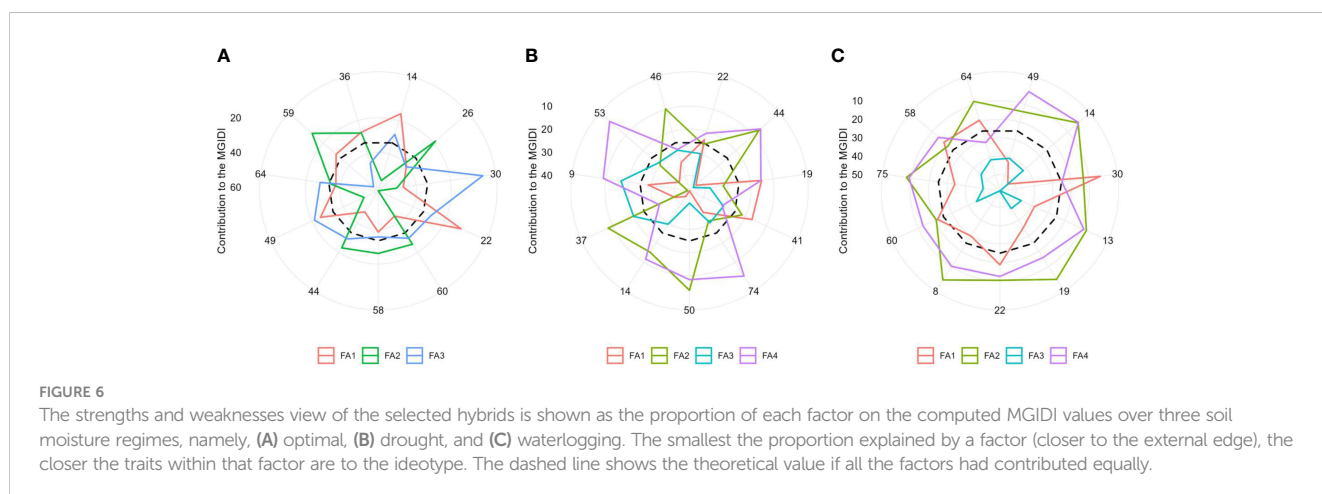 A
B
C
Contribution to the MGIDI
20
40
60
36
14
59
26
64
30
49
22
44
60
58
FA1
FA2
FA3
Contribution to the MGIDI
10
20
30
40
46
22
53
44
9
19
37
41
14
74
50
FA1
FA2
FA3
FA4
Contribution to the MGIDI
10
20
30
40
50
64
49
58
14
75
30
60
13
8
19
22
FA1
FA2
FA3
FA4
FIGURE 6
The strengths and weaknesses view of the selected hybrids is shown as the proportion of each factor on the computed MGIDI values over three soil
moisture regimes, namely, (A) optimal, (B) drought, and (C) waterlogging. The smallest the proportion explained by a factor (closer to the external edge), the
closer the traits within that factor are to the ideotype. The dashed line shows the theoretical value if all the factors had contributed equally.